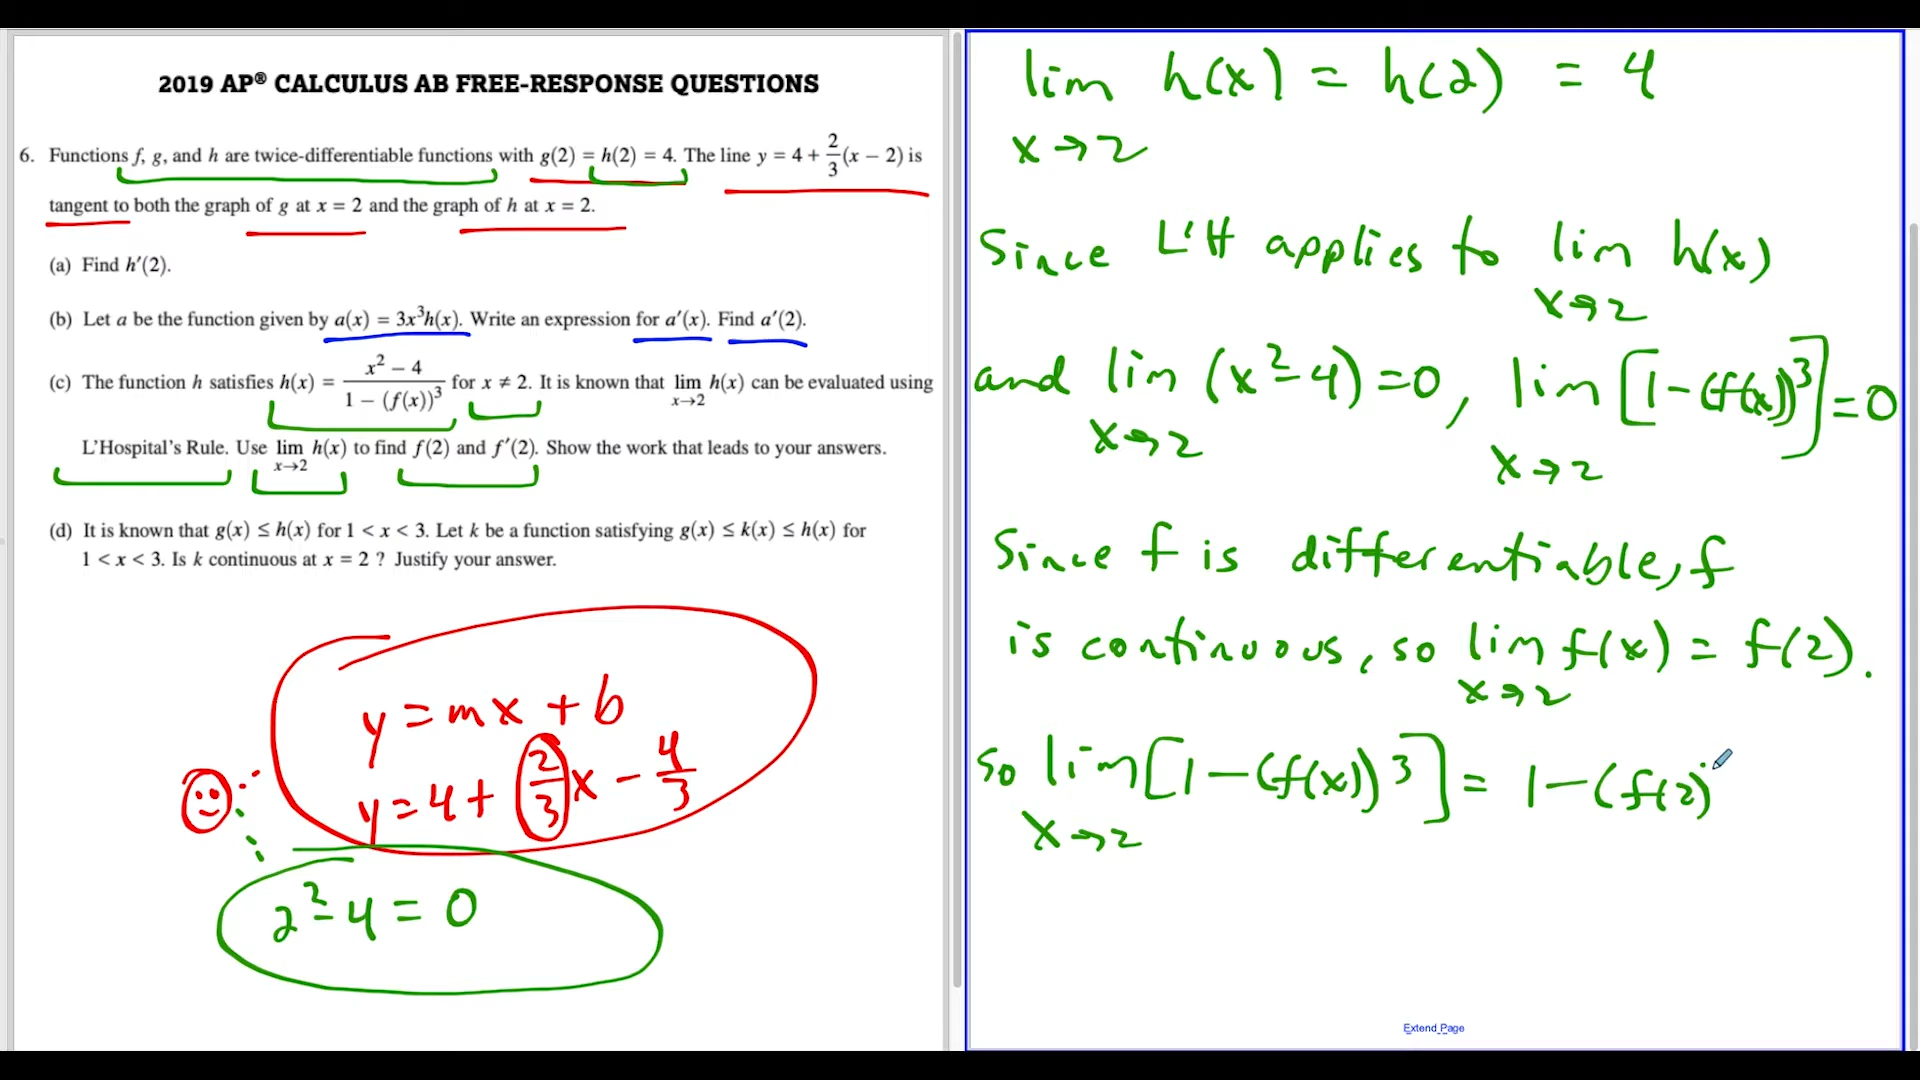 2019 AP® CALCULUS AB FREE-RESPONSE QUESTIONS
6. Functions f, g, and h are twice-differentiable functions with g(2) = h(2) = 4. The line y = 4 + 2/3(x − 2) is
tangent to both the graph of g at x = 2 and the graph of h at x = 2.
(a) Find h′(2).
(b) Let a be the function given by a(x) = 3x³h(x). Write an expression for a′(x). Find a′(2).
(c) The function h satisfies h(x) = (x² − 4)/(1 − (f(x))³) for x ≠ 2. It is known that lim x→2 h(x) can be evaluated using
L’Hospital’s Rule. Use lim x→2 h(x) to find f(2) and f′(2). Show the work that leads to your answers.
(d) It is known that g(x) ≤ h(x) for 1 < x < 3. Let k be a function satisfying g(x) ≤ k(x) ≤ h(x) for
1 < x < 3. Is k continuous at x = 2 ? Justify your answer.
y = mx + b
y = 4 + 2/3 x − 4/3
2² − 4 = 0
lim x→2 h(x) = h(2) = 4
Since L'H applies to lim x→2 h(x)
and lim x→2 (x² − 4) = 0, lim x→2 [1 − (f(x))³] = 0
Since f is differentiable, f
is continuous, so lim x→2 f(x) = f(2).
so lim x→2 [1 − (f(x))³] = 1 − (f(2)
Extend_Page